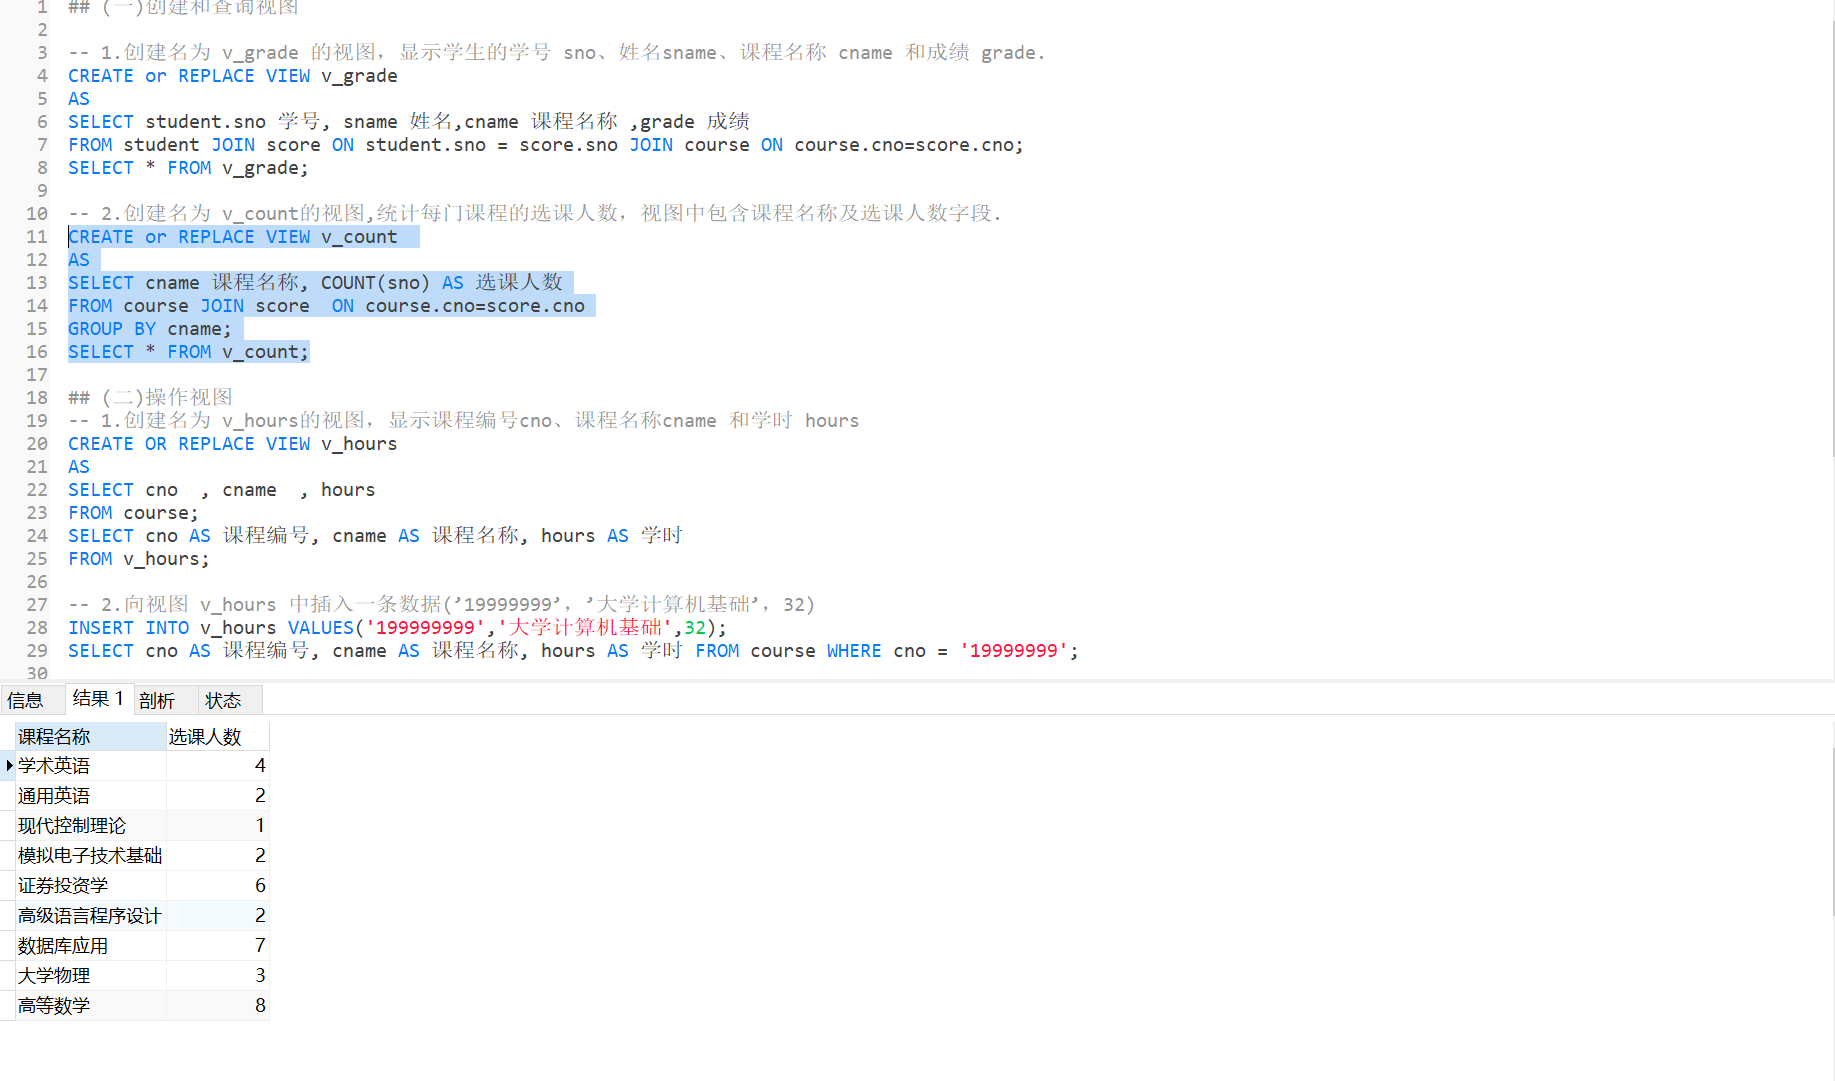 1 ## (一)创建和查询视图
2
3 -- 1.创建名为 v_grade 的视图，显示学生的学号 sno、姓名sname、课程名称 cname 和成绩 grade.
4 CREATE or REPLACE VIEW v_grade
5 AS
6 SELECT student.sno 学号, sname 姓名,cname 课程名称 ,grade 成绩
7 FROM student JOIN score ON student.sno = score.sno JOIN course ON course.cno=score.cno;
8 SELECT * FROM v_grade;
9
10 -- 2.创建名为 v_count的视图,统计每门课程的选课人数，视图中包含课程名称及选课人数字段.
11 CREATE or REPLACE VIEW v_count
12 AS
13 SELECT cname 课程名称, COUNT(sno) AS 选课人数
14 FROM course JOIN score  ON course.cno=score.cno
15 GROUP BY cname;
16 SELECT * FROM v_count;
17
18 ## (二)操作视图
19 -- 1.创建名为 v_hours的视图，显示课程编号cno、课程名称cname 和学时 hours
20 CREATE OR REPLACE VIEW v_hours
21 AS
22 SELECT cno  , cname  , hours
23 FROM course;
24 SELECT cno AS 课程编号, cname AS 课程名称, hours AS 学时
25 FROM v_hours;
26
27 -- 2.向视图 v_hours 中插入一条数据(’19999999’，’大学计算机基础’，32)
28 INSERT INTO v_hours VALUES('199999999','大学计算机基础',32);
29 SELECT cno AS 课程编号, cname AS 课程名称, hours AS 学时 FROM course WHERE cno = '19999999';
30
信息 结果 1 剖析 状态
课程名称 选课人数
学术英语 4
通用英语 2
现代控制理论 1
模拟电子技术基础 2
证券投资学 6
高级语言程序设计 2
数据库应用 7
大学物理 3
高等数学 8